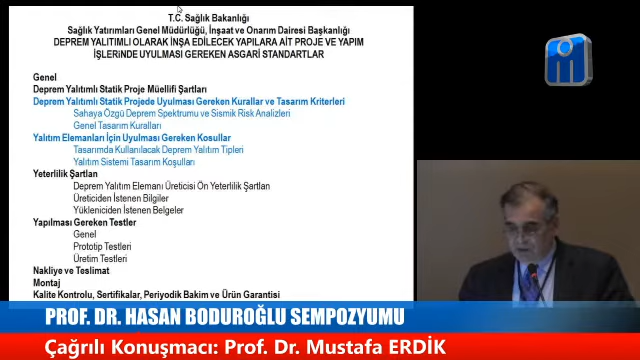 T.C. Sağlık Bakanlığı
Sağlık Yatırımları Genel Müdürlüğü, İnşaat ve Onarım Dairesi Başkanlığı
DEPREM YALITIMLI OLARAK İNŞA EDİLECEK YAPILARA AİT PROJE VE YAPIM
İŞLERiNDE UYULMASI GEREKEN ASGARİ STANDARTLAR
Genel
Deprem Yalıtımlı Statik Proje Müellifi Şartları
Deprem Yalıtımlı Statik Projede Uyulması Gereken Kurallar ve Tasarım Kriterleri
Sahaya Özgü Deprem Spektrumu ve Sismik Risk Analizleri
Genel Tasarım Kuralları
Yalıtım Elemanları İçin Uyulması Gereken Kosullar
Tasarımda Kullanılacak Deprem Yalıtım Tipleri
Yalıtım Sistemi Tasarım Koşulları
Yeterlilik Şartları
Deprem Yalıtım Elemanı Üreticisi Ön Yeterlilik Şartları
Üreticiden İstenen Bilgiler
Yükleniciden İstenen Belgeler
Yapılması Gereken Testler
Genel
Prototip Testleri
Üretim Testleri
Nakliye ve Teslimat
Montaj
Kalite Kontrolü, Sertifikalar, Periyodik Bakim ve Ürün Garantisi
PROF. DR. HASAN BODUROĞLU SEMPOZYUMU
Çağrılı Konuşmacı: Prof. Dr. Mustafa ERDİK